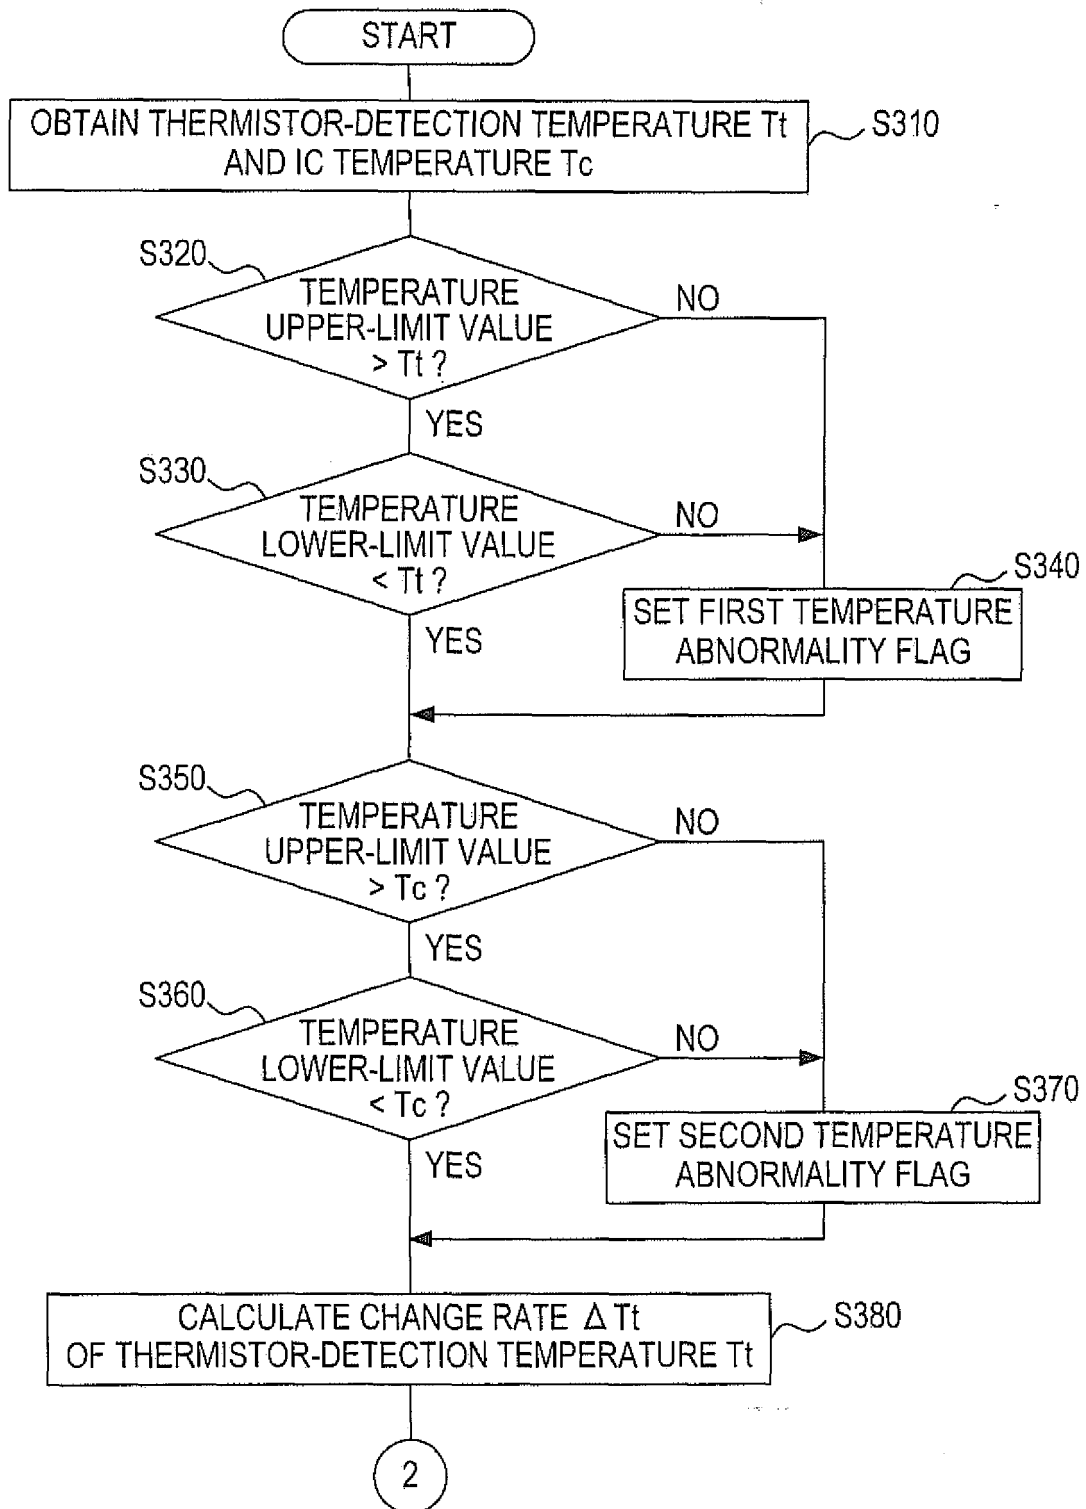 START
OBTAIN THERMISTOR-DETECTION TEMPERATURE Tt
AND IC TEMPERATURE Tc
S310
S320
TEMPERATURE
UPPER-LIMIT VALUE
> Tt ?
NO
YES
S330
TEMPERATURE
LOWER-LIMIT VALUE
< Tt ?
NO
YES
S340
SET FIRST TEMPERATURE
ABNORMALITY FLAG
S350
TEMPERATURE
UPPER-LIMIT VALUE
> Tc ?
NO
YES
S360
TEMPERATURE
LOWER-LIMIT VALUE
< Tc ?
NO
YES
S370
SET SECOND TEMPERATURE
ABNORMALITY FLAG
CALCULATE CHANGE RATE Δ Tt
OF THERMISTOR-DETECTION TEMPERATURE Tt
S380
2